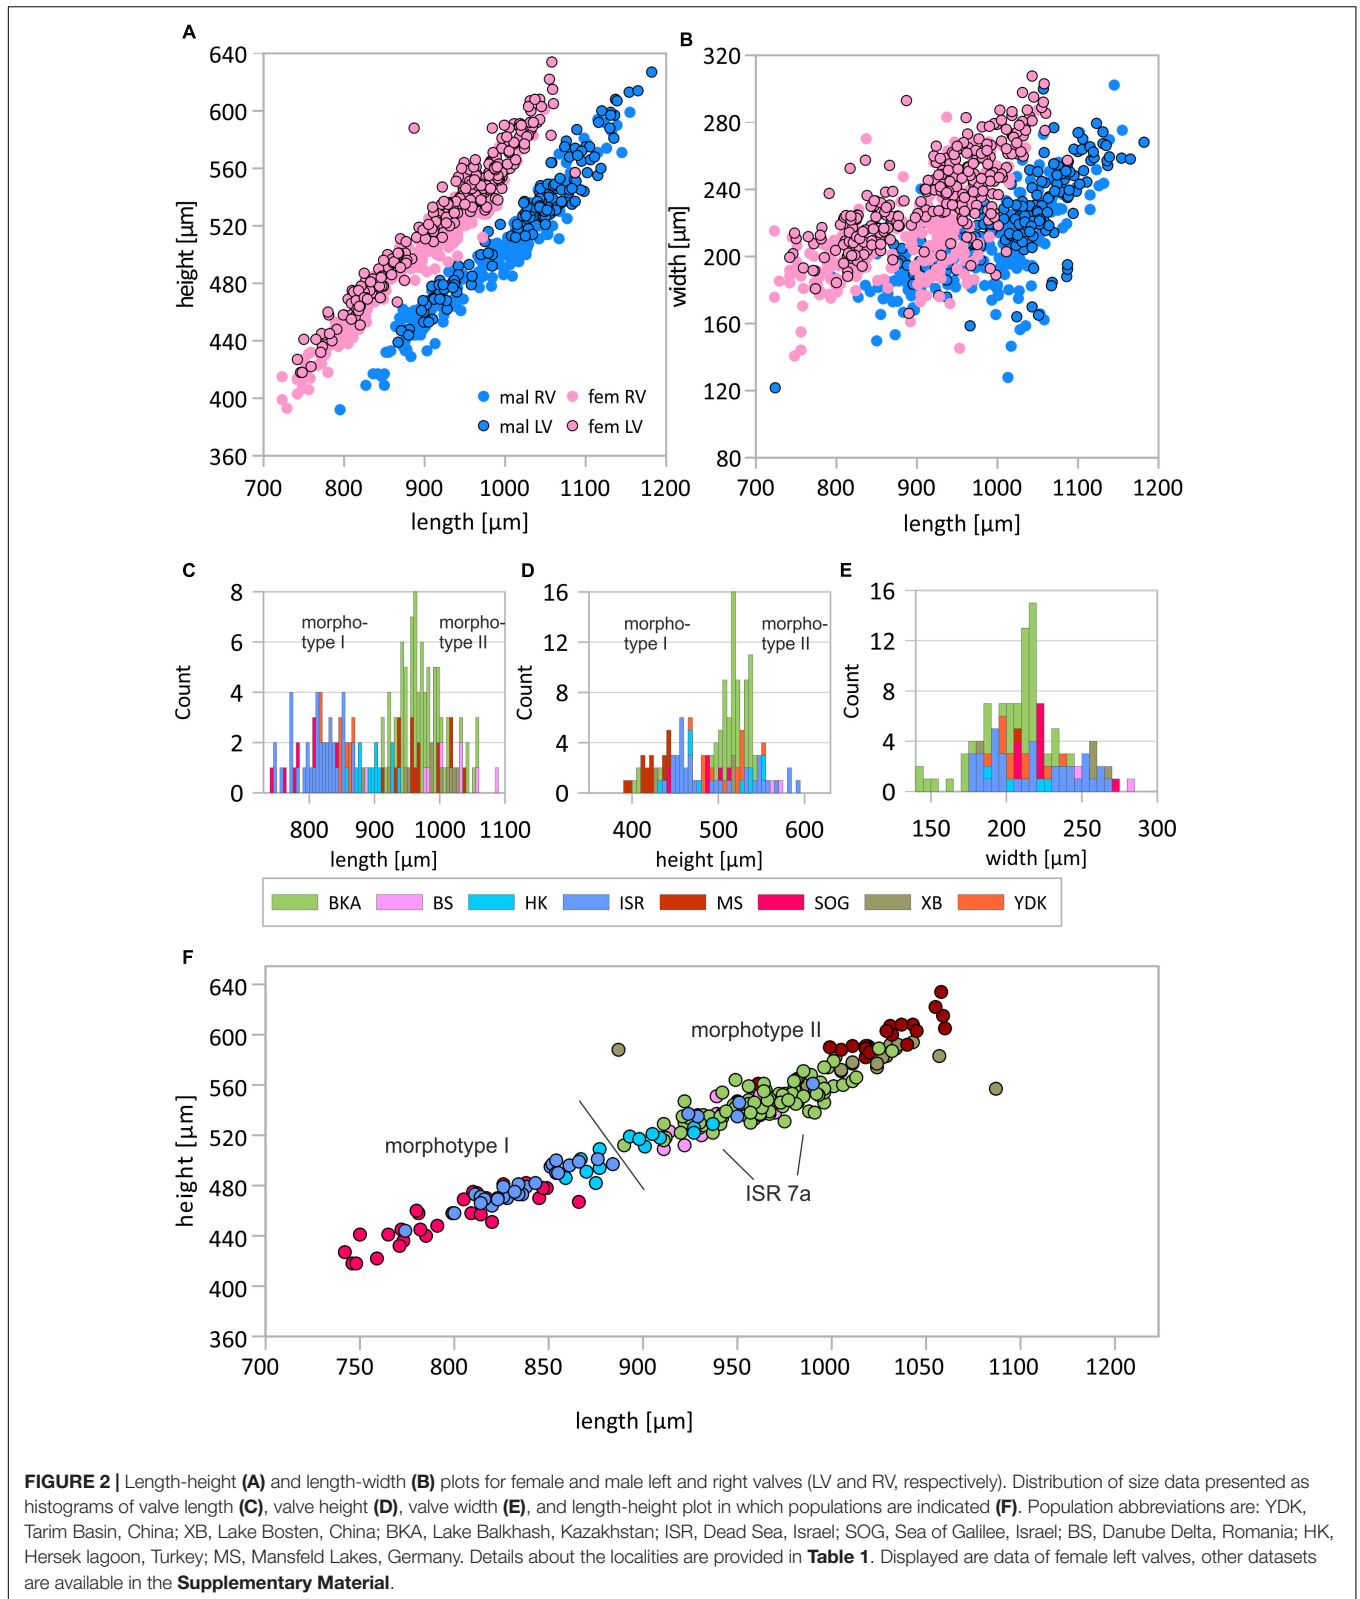 A
640
600
560
520
480
440
400
360
height [µm]
700 800 900 1000 1100 1200
length [µm]
mal RV fem RV
mal LV fem LV
B
320
280
240
200
160
120
80
width [µm]
700 800 900 1000 1100 1200
length [µm]
C
8
6
4
2
0
Count
morpho-
type I
morpho-
type II
800 900 1000 1100
length [µm]
D
16
12
8
4
0
Count
morpho-
type I
morpho-
type II
400 500 600
height [µm]
E
16
12
8
4
0
Count
150 200 250 300
width [µm]
BKA BS HK ISR MS SOG XB YDK
F
640
600
560
520
480
440
400
360
height [µm]
morphotype II
morphotype I
ISR 7a
700 750 800 850 900 950 1000 1050 1100 1200
length [µm]
FIGURE 2 | Length-height (A) and length-width (B) plots for female and male left and right valves (LV and RV, respectively). Distribution of size data presented as
histograms of valve length (C), valve height (D), valve width (E), and length-height plot in which populations are indicated (F). Population abbreviations are: YDK,
Tarim Basin, China; XB, Lake Bosten, China; BKA, Lake Balkhash, Kazakhstan; ISR, Dead Sea, Israel; SOG, Sea of Galilee, Israel; BS, Danube Delta, Romania; HK,
Hersek lagoon, Turkey; MS, Mansfeld Lakes, Germany. Details about the localities are provided in Table 1. Displayed are data of female left valves, other datasets
are available in the Supplementary Material.